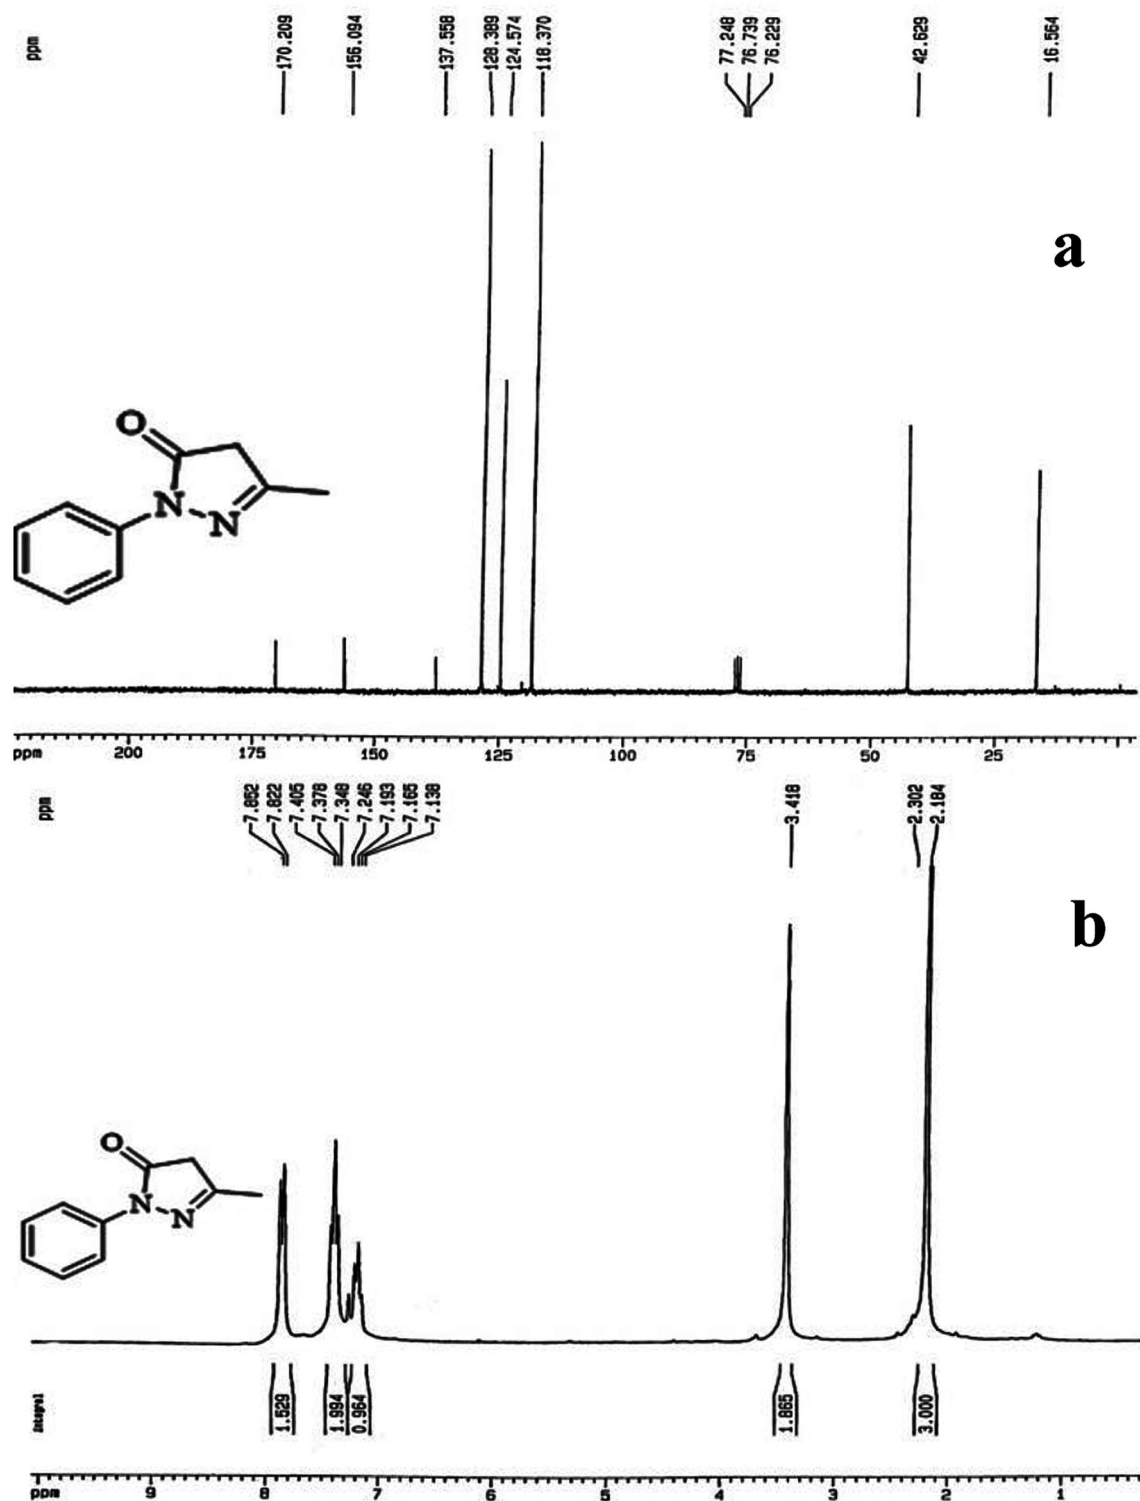 ppm
170.209
156.094
137.558
128.389
124.574
118.370
77.248
76.739
76.229
42.629
16.564
a
O
N
N
ppm 200 175 150 125 100 75 50 25
ppm
7.852
7.822
7.405
7.378
7.348
7.246
7.193
7.165
7.138
3.418
2.302
2.184
b
O
N
N
Integral
1.529
1.994
0.964
1.865
3.000
ppm 9 8 7 6 5 4 3 2 1